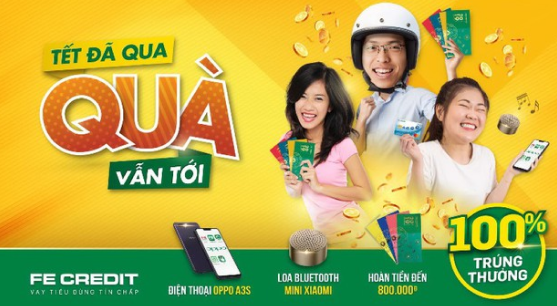 TẾT ĐÃ QUA
QUÀ
VẪN TỚI
100%
TRÚNG
THƯỞNG
FE CREDIT
VAY TIÊU DÙNG TÍN CHẤP
ĐIỆN THOẠI OPPO A3S
LOA BLUETOOTH
MINI XIAOMI
HOÀN TIỀN ĐẾN
800.000Đ